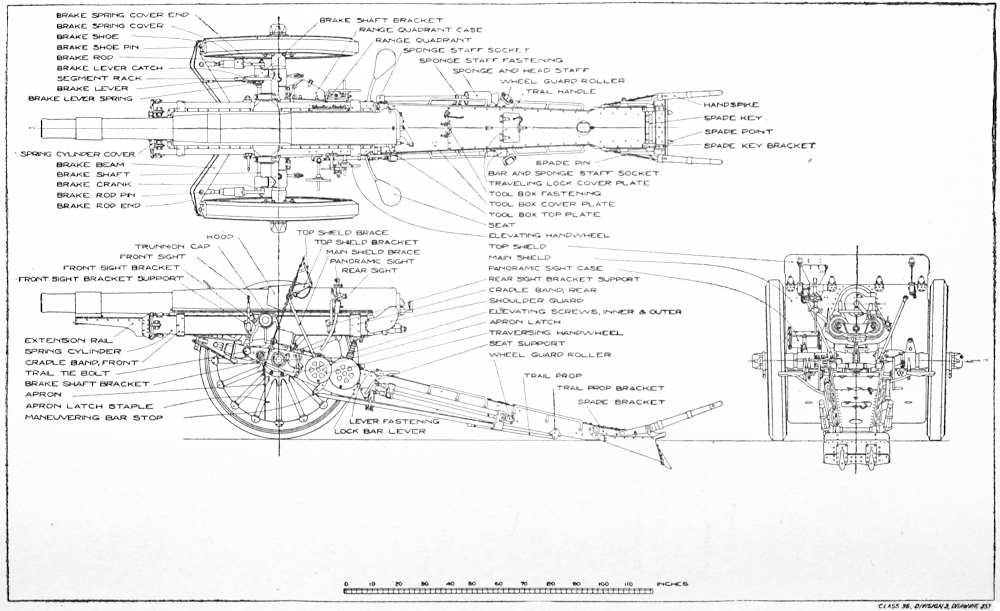 BRAKE SPRING COVER END
BRAKE SPRING COVER
BRAKE SHOE
BRAKE SHOE PIN
BRAKE ROD
BRAKE LEVER CATCH
SEGMENT RACK
BRAKE LEVER
BRAKE LEVER SPRING
BRAKE SHAFT BRACKET
RANGE QUADRANT CASE
RANGE QUADRANT
SPONGE STAFF SOCKET
SPONGE STAFF FASTENING
SPONGE AND HEAD STAFF
WHEEL GUARD ROLLER
TRAIL HANDLE
HANDSPIKE
SPADE KEY
SPADE POINT
SPADE KEY BRACKET
SPADE PIN
SPRING CYLINDER COVER
BRAKE BEAM
BRAKE SHAFT
BRAKE CRANK
BRAKE ROD PIN
BRAKE ROD END
BAR AND SPONGE STAFF SOCKET
TRAVELING LOCK COVER PLATE
TOOL BOX FASTENING
TOOL BOX COVER PLATE
TOOL BOX TOP PLATE
SEAT
ELEVATING HANDWHEEL
TOP SHIELD
MAIN SHIELD
PANORAMIC SIGHT CASE
REAR SIGHT BRACKET SUPPORT
CRADLE BAND, REAR
SHOULDER GUARD
ELEVATING SCREWS, INNER & OUTER
APRON LATCH
TRAVERSING HANDWHEEL
SEAT SUPPORT
WHEEL GUARD ROLLER
HOOD
TRUNNION CAP
FRONT SIGHT
FRONT SIGHT BRACKET
FRONT SIGHT BRACKET SUPPORT
TOP SHIELD BRACE
TOP SHIELD BRACKET
MAIN SHIELD BRACE
PANORAMIC SIGHT
REAR SIGHT
EXTENSION RAIL
SPRING CYLINDER
CRADLE BAND, FRONT
TRAIL TIE BOLT
BRAKE SHAFT BRACKET
APRON
APRON LATCH STAPLE
MANEUVERING BAR STOP
LEVER FASTENING
LOCK BAR LEVER
TRAIL PROP
TRAIL PROP BRACKET
SPADE BRACKET
0 10 20 30 40 50 60 70 80 90 100 110 INCHES
CLASS 36, DIVISION 3, DRAWING 237